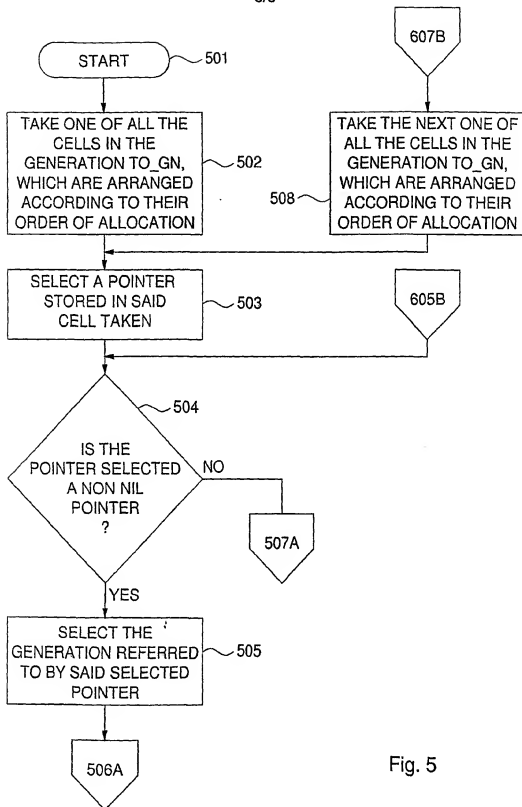 START
501
607B
TAKE ONE OF ALL THE
CELLS IN THE
GENERATION TO_GN,
WHICH ARE ARRANGED
ACCORDING TO THEIR
ORDER OF ALLOCATION
502
TAKE THE NEXT ONE OF
ALL THE CELLS IN THE
GENERATION TO_GN,
WHICH ARE ARRANGED
ACCORDING TO THEIR
ORDER OF ALLOCATION
508
SELECT A POINTER
STORED IN SAID
CELL TAKEN
503
605B
504
IS THE
POINTER SELECTED
A NON NIL
POINTER
?
NO
507A
YES
SELECT THE
GENERATION REFERRED
TO BY SAID SELECTED
POINTER
505
506A
Fig. 5